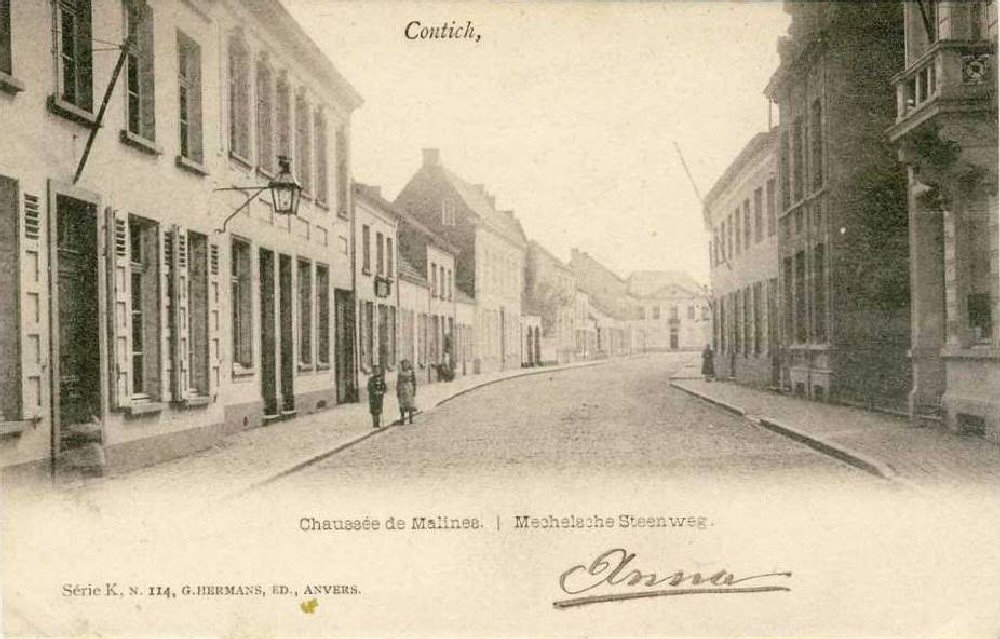 Contich,
Chaussée de Malines. | Mechelsche Steenweg.
Anna
Série K, N. 114, G. HERMANS, ED., ANVERS.